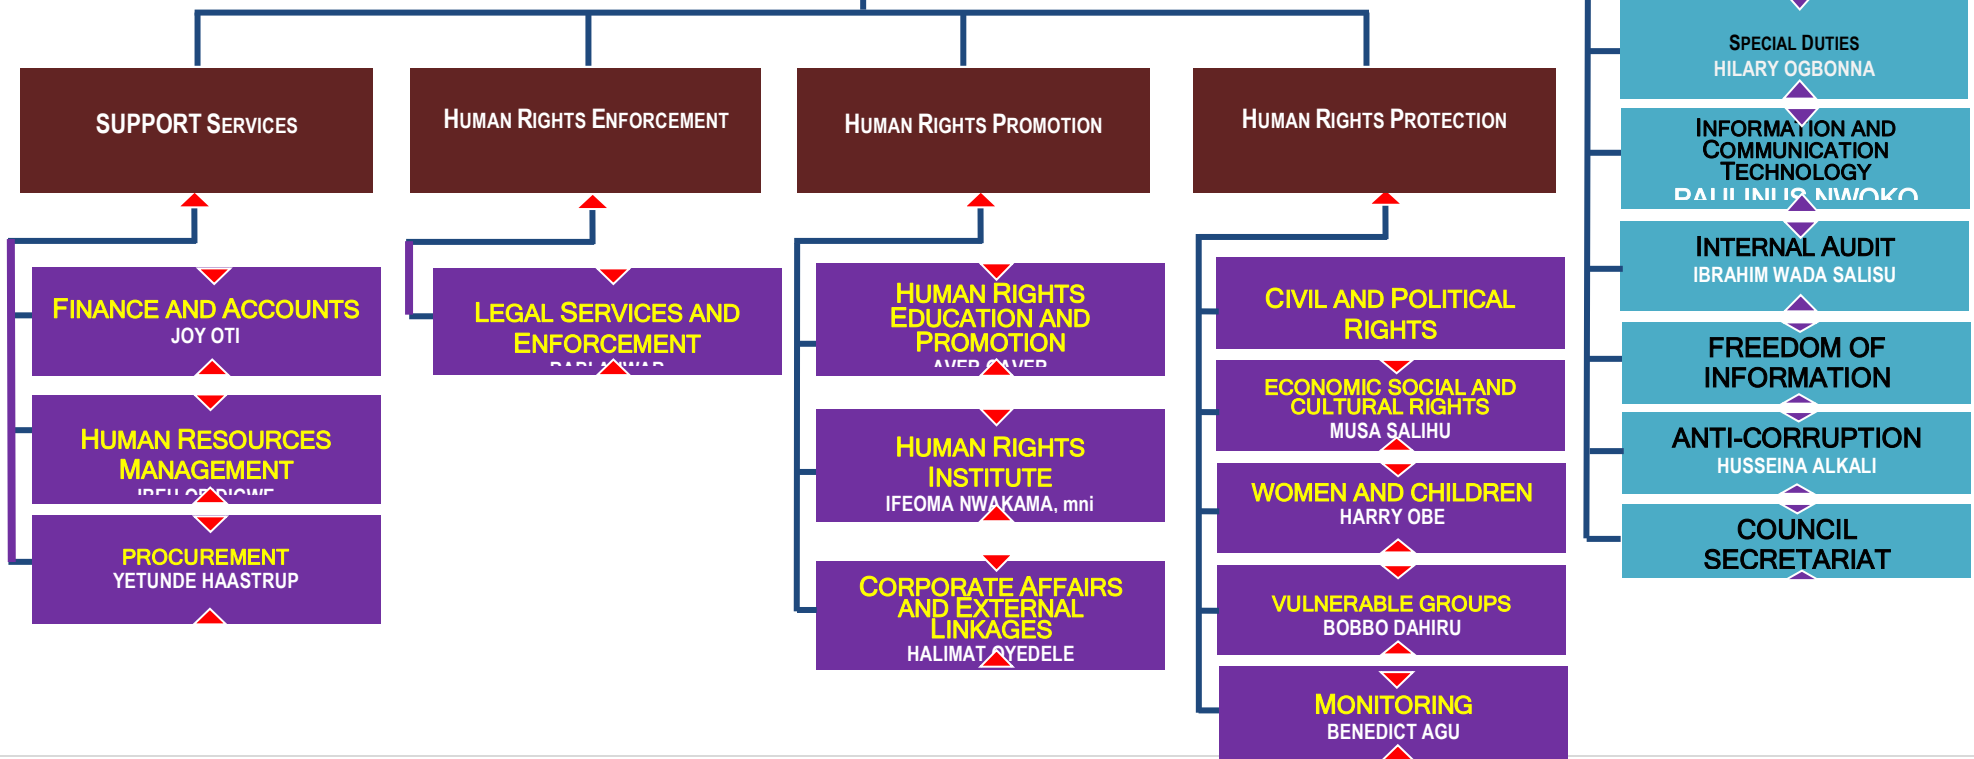 SUPPORT SERVICES
HUMAN RIGHTS ENFORCEMENT
HUMAN RIGHTS PROMOTION
HUMAN RIGHTS PROTECTION
FINANCE AND ACCOUNTS
JOY OTI
HUMAN RESOURCES
MANAGEMENT
PROCUREMENT
YETUNDE HAASTRUP
LEGAL SERVICES AND
ENFORCEMENT
HUMAN RIGHTS
EDUCATION AND
PROMOTION
HUMAN RIGHTS
INSTITUTE
IFEOMA NWAKAMA, mni
CORPORATE AFFAIRS
AND EXTERNAL
LINKAGES
HALIMAT OYEDELE
CIVIL AND POLITICAL
RIGHTS
ECONOMIC SOCIAL AND
CULTURAL RIGHTS
MUSA SALIHU
WOMEN AND CHILDREN
HARRY OBE
VULNERABLE GROUPS
BOBBO DAHIRU
MONITORING
BENEDICT AGU
SPECIAL DUTIES
HILARY OGBONNA
INFORMATION AND
COMMUNICATION
TECHNOLOGY
PAULINUS NWOKO
INTERNAL AUDIT
IBRAHIM WADA SALISU
FREEDOM OF
INFORMATION
ANTI-CORRUPTION
HUSSEINA ALKALI
COUNCIL
SECRETARIAT